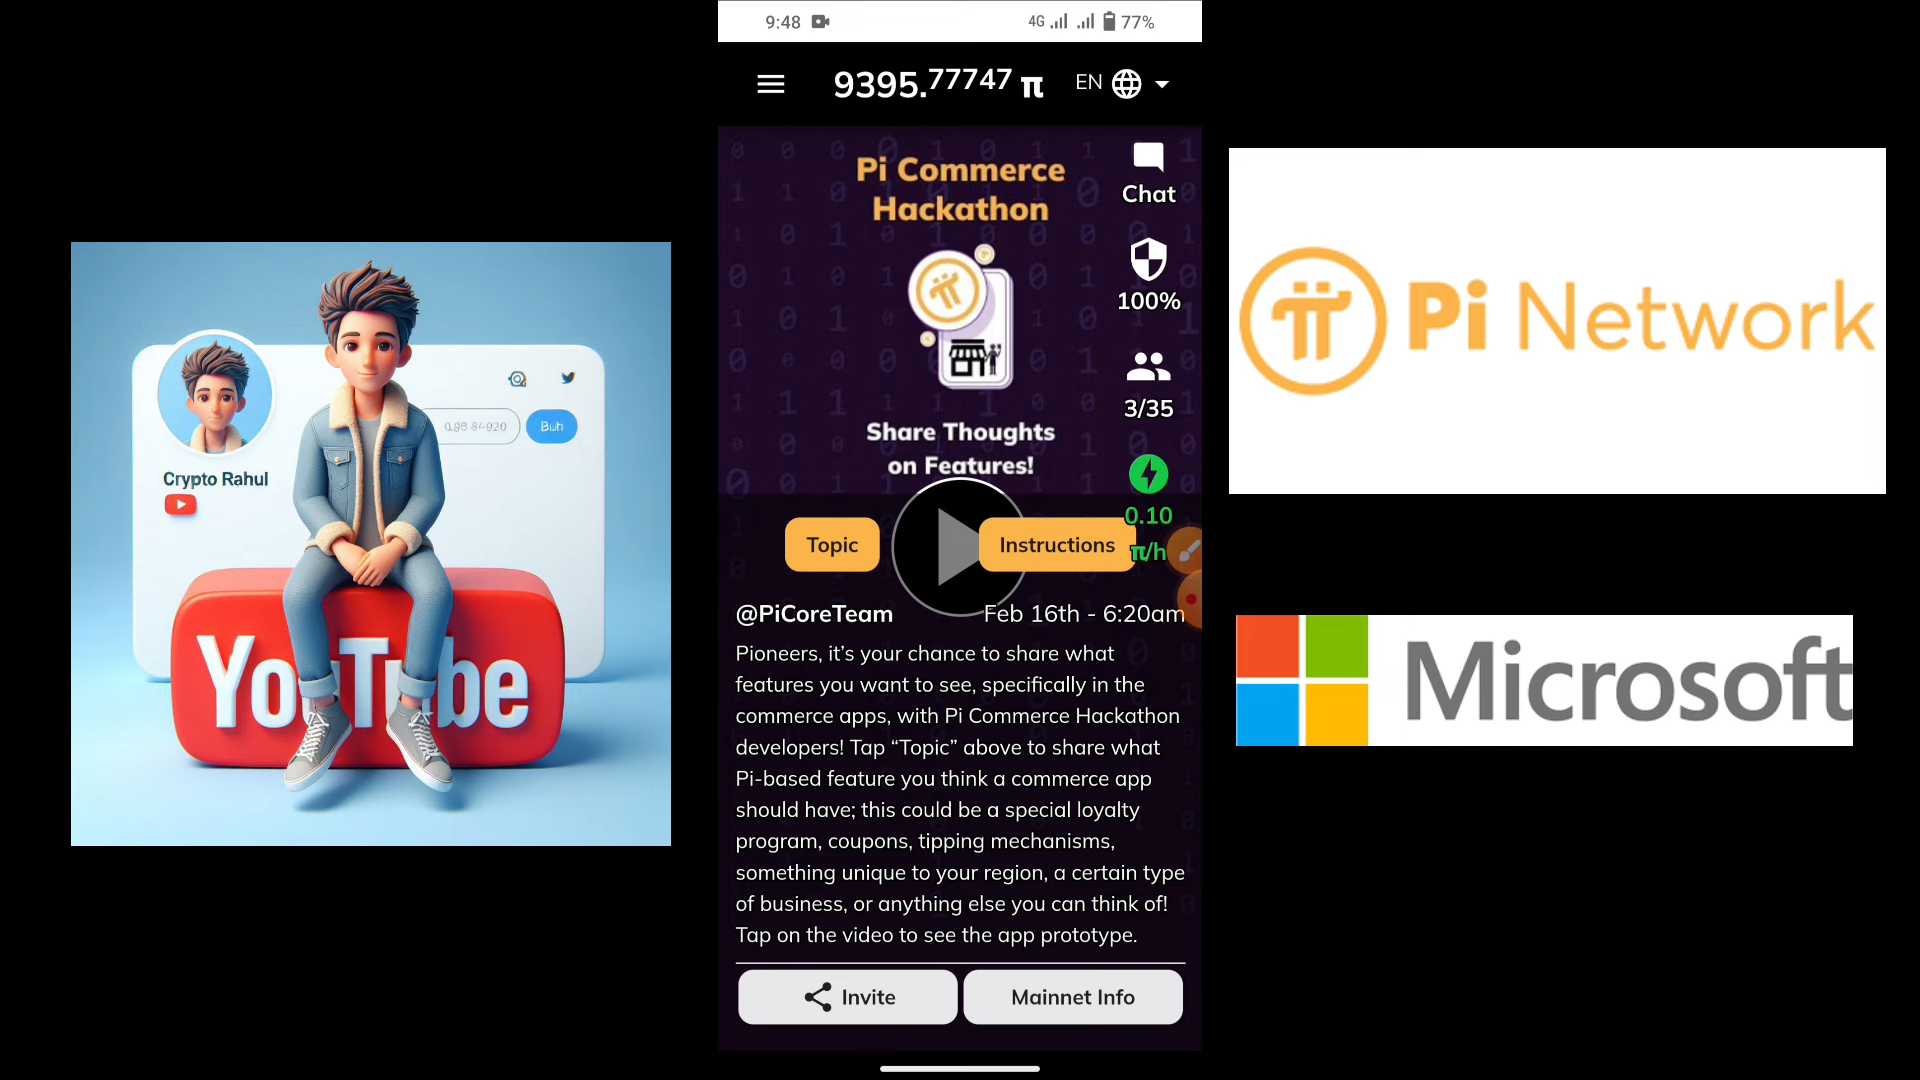 9:48
4G
77%
9395.77747 π
EN
Pi Commerce
Hackathon
Chat
100%
3/35
Share Thoughts
on Features!
0.10
π/h
Topic
Instructions
@PiCoreTeam
Feb 16th - 6:20am
Pioneers, it’s your chance to share what
features you want to see, specifically in the
commerce apps, with Pi Commerce Hackathon
developers! Tap “Topic” above to share what
Pi-based feature you think a commerce app
should have; this could be a special loyalty
program, coupons, tipping mechanisms,
something unique to your region, a certain type
of business, or anything else you can think of!
Tap on the video to see the app prototype.
Invite
Mainnet Info
Crypto Rahul
Buh
YouTube
Pi Network
Microsoft